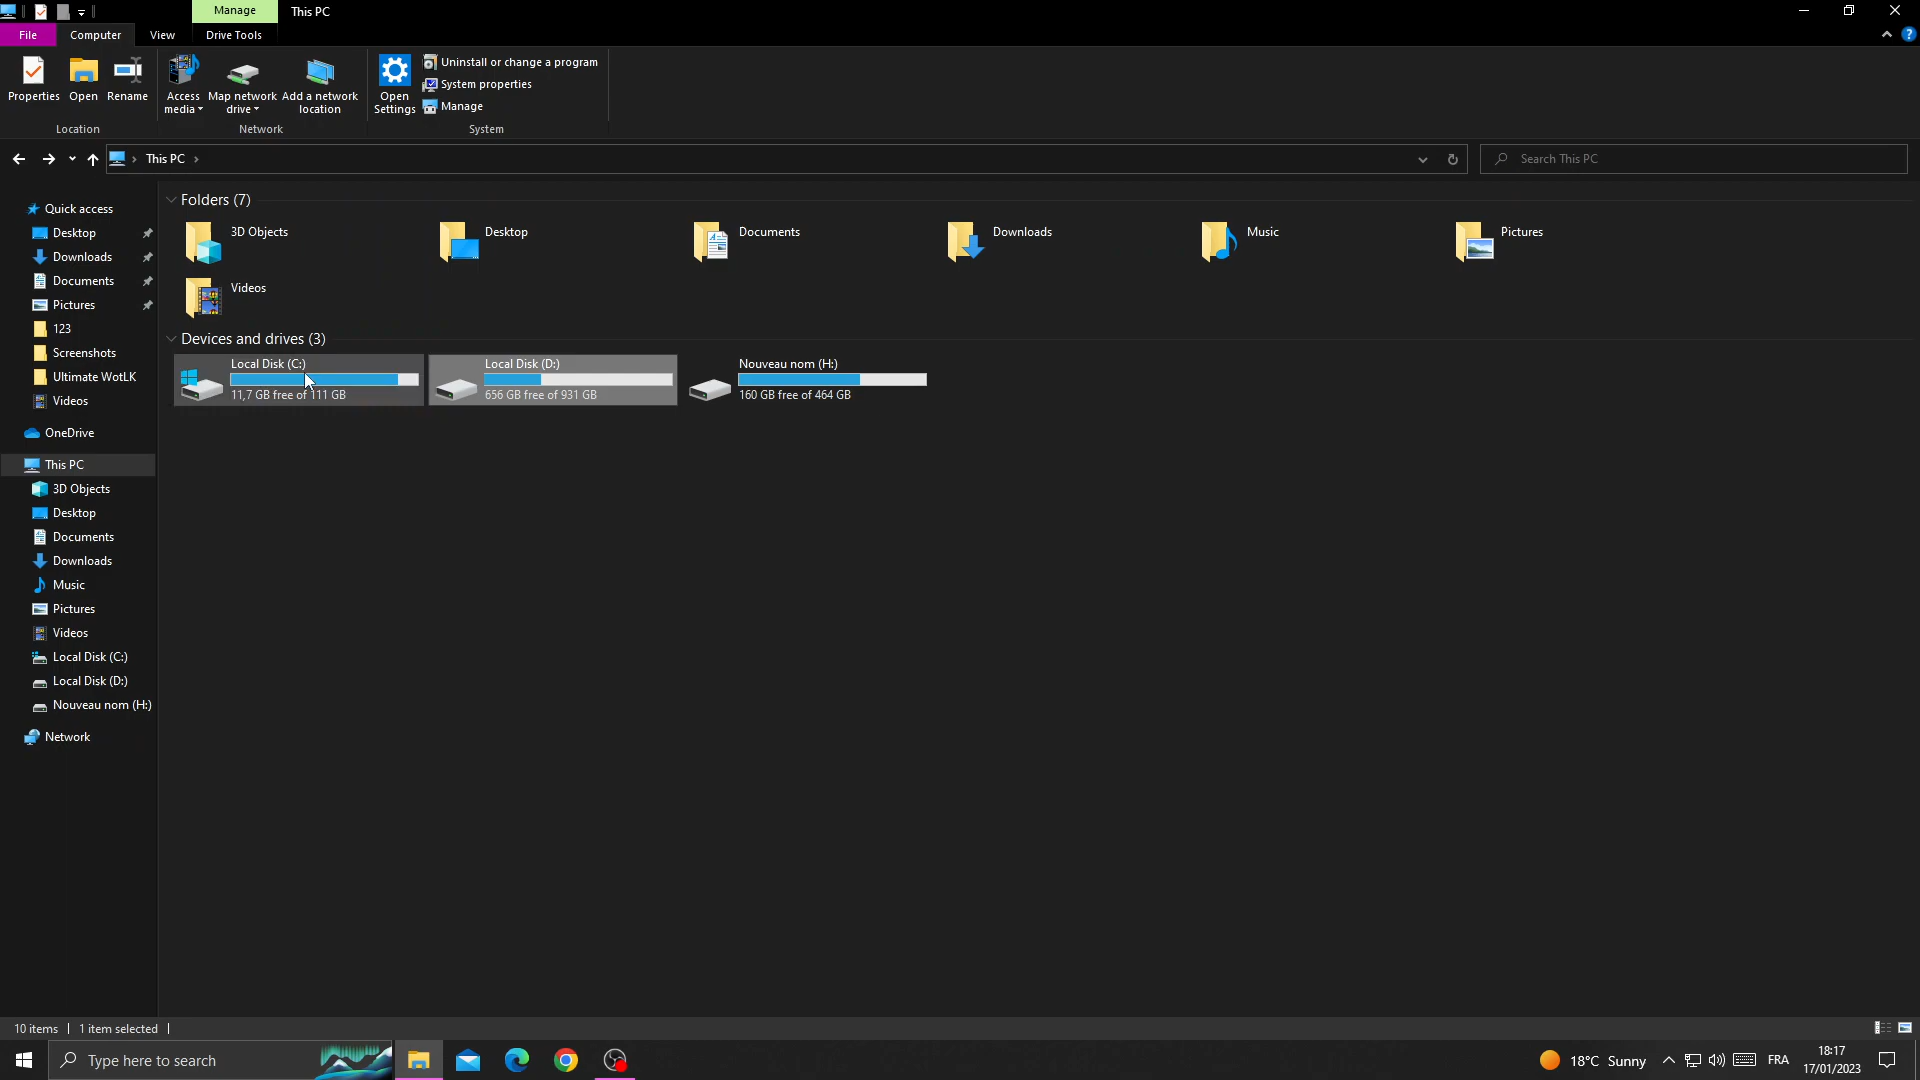 Manage
This PC
File
Computer
View
Drive Tools
Properties
Open
Rename
Access media
Map network drive
Add a network location
Open Settings
Uninstall or change a program
System properties
Manage
Location
Network
System
This PC
Search This PC
Quick access
Desktop
Downloads
Documents
Pictures
123
Screenshots
Ultimate WotLK
Videos
OneDrive
This PC
3D Objects
Desktop
Documents
Downloads
Music
Pictures
Videos
Local Disk (C:)
Local Disk (D:)
Nouveau nom (H:)
Network
Folders (7)
3D Objects
Desktop
Documents
Downloads
Music
Pictures
Videos
Devices and drives (3)
Local Disk (C:)
11,7 GB free of 111 GB
Local Disk (D:)
656 GB free of 931 GB
Nouveau nom (H:)
160 GB free of 464 GB
10 items
1 item selected
Type here to search
18°C Sunny
FRA
18:17
17/01/2023